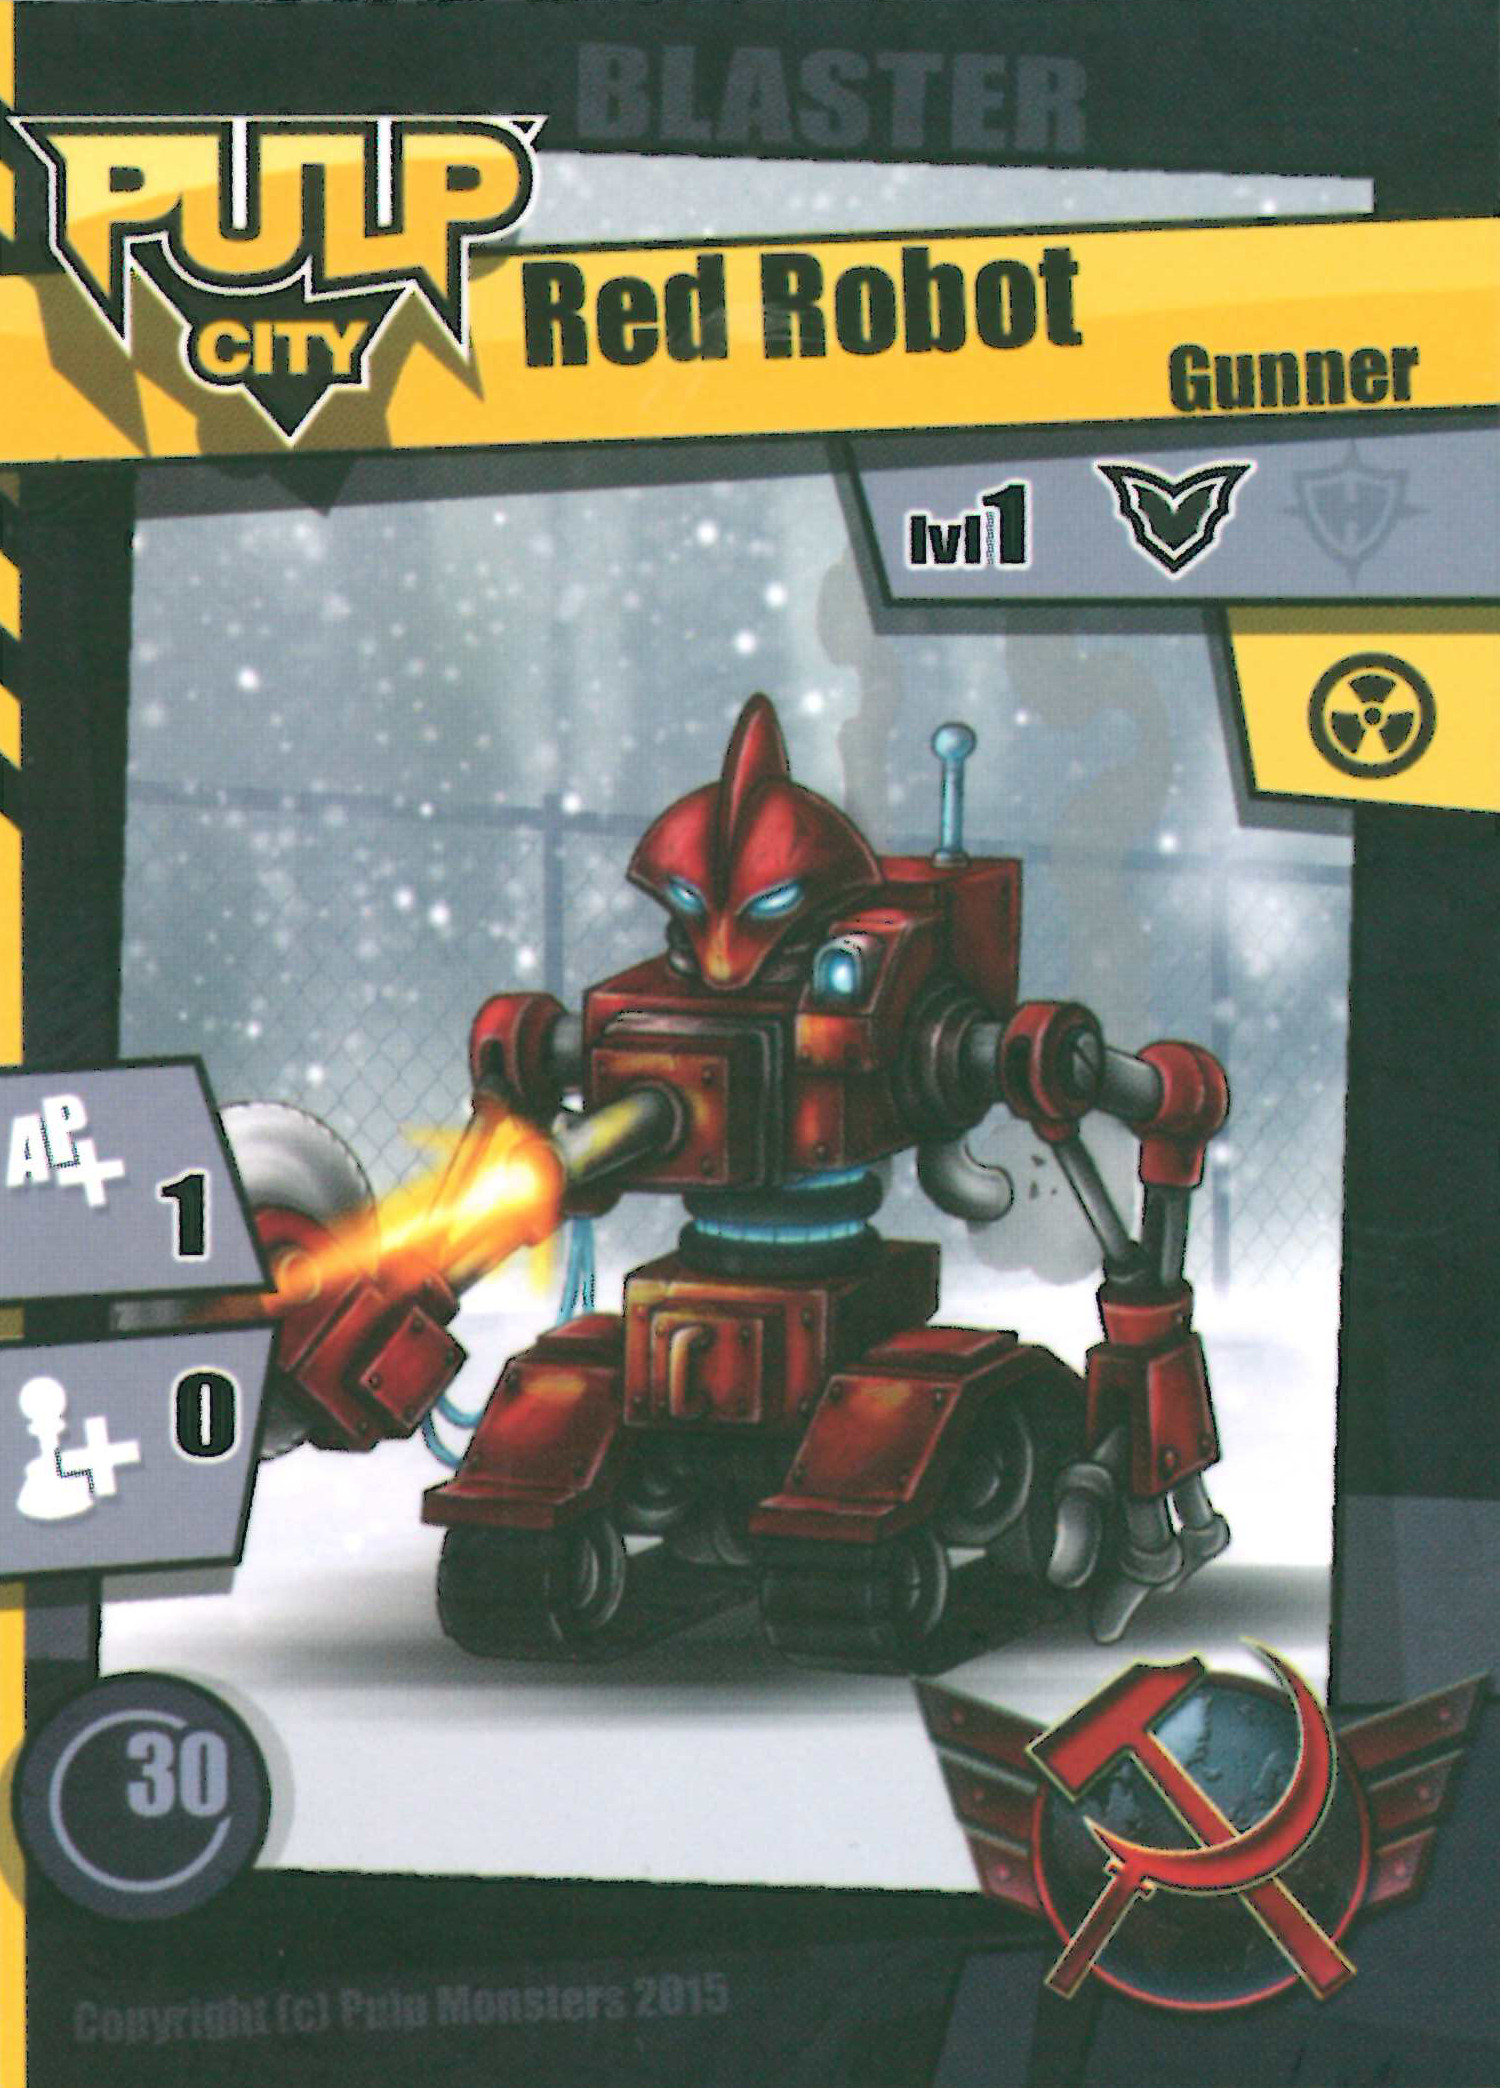 BLASTER
PULP
CITY
Red Robot
Gunner
lvl1
AP+
1
0
30
Copyright (c) Pulp Monsters 2015